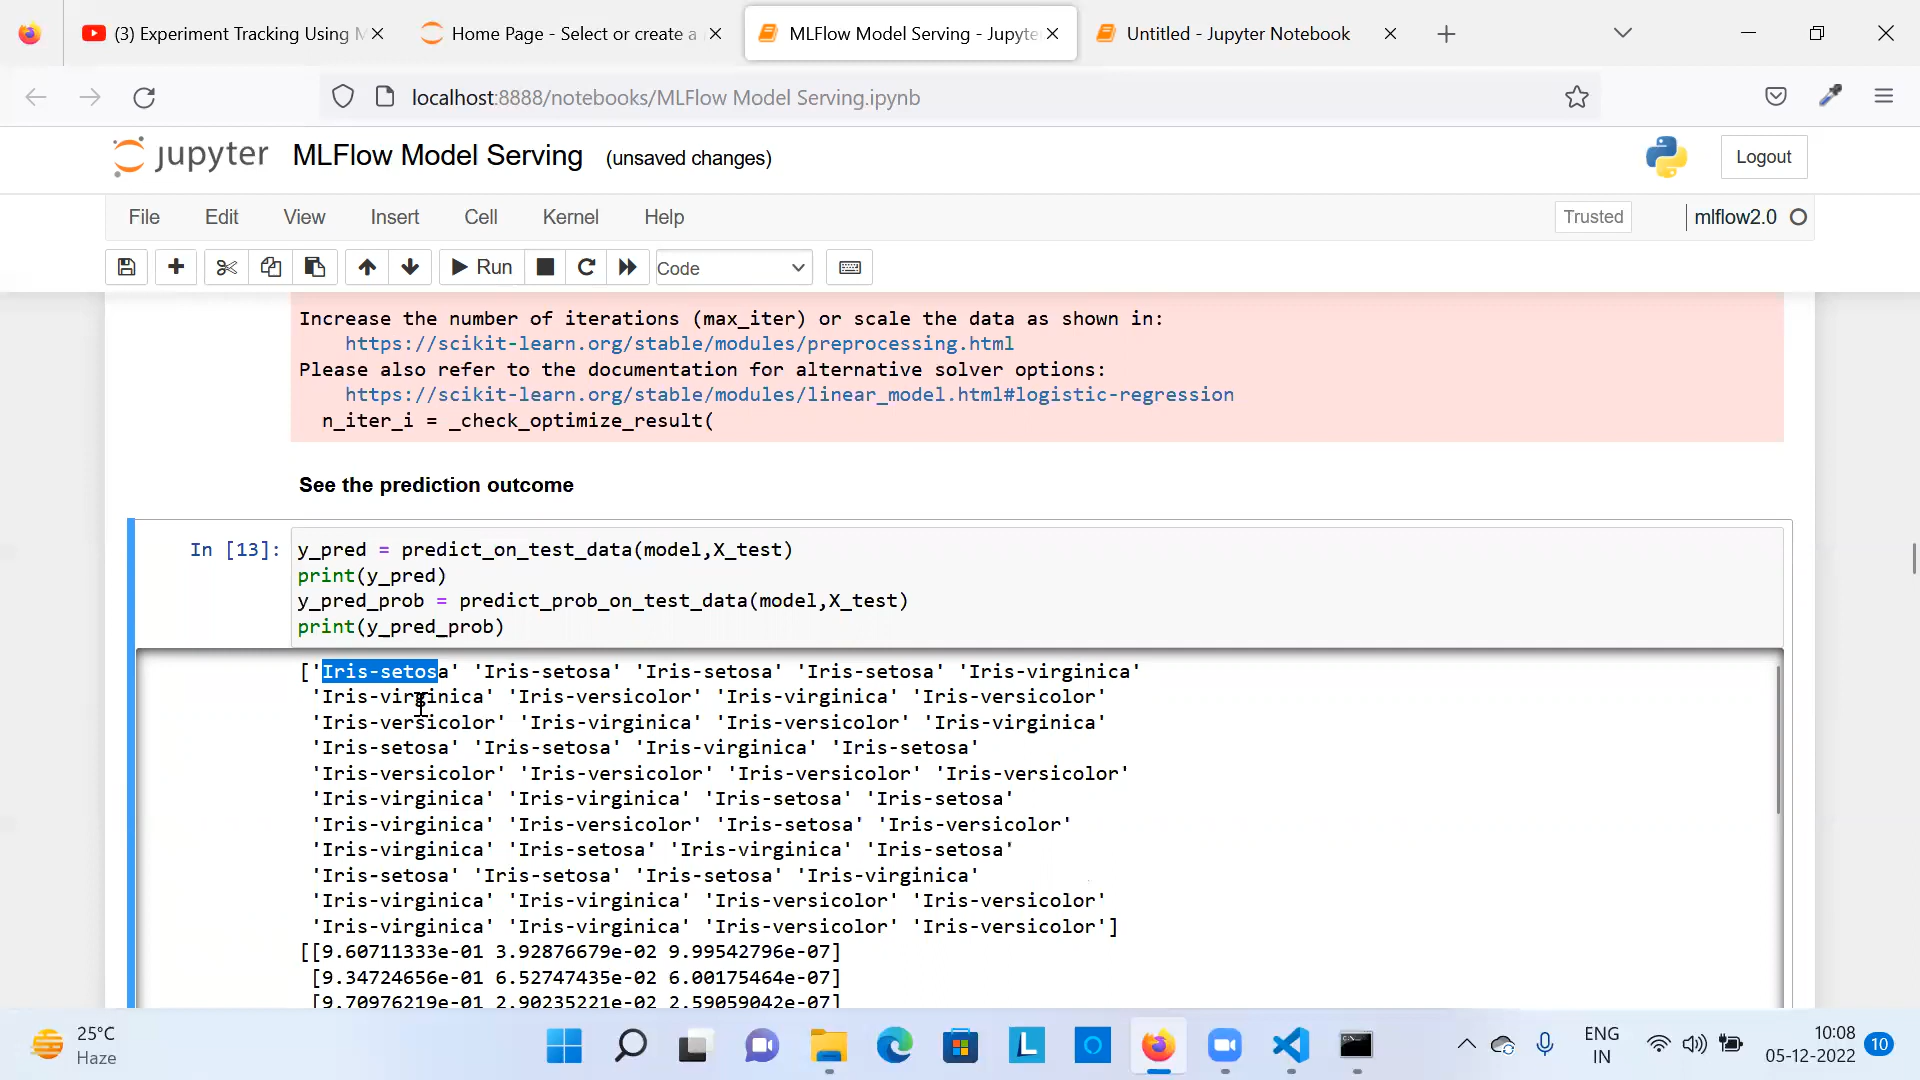 (3) Experiment Tracking Using M
Home Page - Select or create a
MLFlow Model Serving - Jupyte
Untitled - Jupyter Notebook
localhost:8888/notebooks/MLFlow Model Serving.ipynb
jupyter MLFlow Model Serving (unsaved changes)
Logout
File Edit View Insert Cell Kernel Help
Trusted
mlflow2.0
Run
Code
Increase the number of iterations (max_iter) or scale the data as shown in:
https://scikit-learn.org/stable/modules/preprocessing.html
Please also refer to the documentation for alternative solver options:
https://scikit-learn.org/stable/modules/linear_model.html#logistic-regression
n_iter_i = _check_optimize_result(
See the prediction outcome
In [13]: y_pred = predict_on_test_data(model,X_test)
print(y_pred)
y_pred_prob = predict_prob_on_test_data(model,X_test)
print(y_pred_prob)
['Iris-setosa' 'Iris-setosa' 'Iris-setosa' 'Iris-setosa' 'Iris-virginica'
'Iris-virginica' 'Iris-versicolor' 'Iris-virginica' 'Iris-versicolor'
'Iris-versicolor' 'Iris-virginica' 'Iris-versicolor' 'Iris-virginica'
'Iris-setosa' 'Iris-setosa' 'Iris-virginica' 'Iris-setosa'
'Iris-versicolor' 'Iris-versicolor' 'Iris-versicolor' 'Iris-versicolor'
'Iris-virginica' 'Iris-virginica' 'Iris-setosa' 'Iris-setosa'
'Iris-virginica' 'Iris-versicolor' 'Iris-setosa' 'Iris-versicolor'
'Iris-virginica' 'Iris-setosa' 'Iris-virginica' 'Iris-setosa'
'Iris-setosa' 'Iris-setosa' 'Iris-setosa' 'Iris-virginica'
'Iris-virginica' 'Iris-virginica' 'Iris-versicolor' 'Iris-versicolor'
'Iris-virginica' 'Iris-virginica' 'Iris-versicolor' 'Iris-versicolor']
[[9.60711333e-01 3.92876679e-02 9.99542796e-07]
[9.34724656e-01 6.52747435e-02 6.00175464e-07]
[9.70976219e-01 2.90235221e-02 2.59059042e-07]
25°C
Haze
L
ENG
IN
10:08
05-12-2022
10